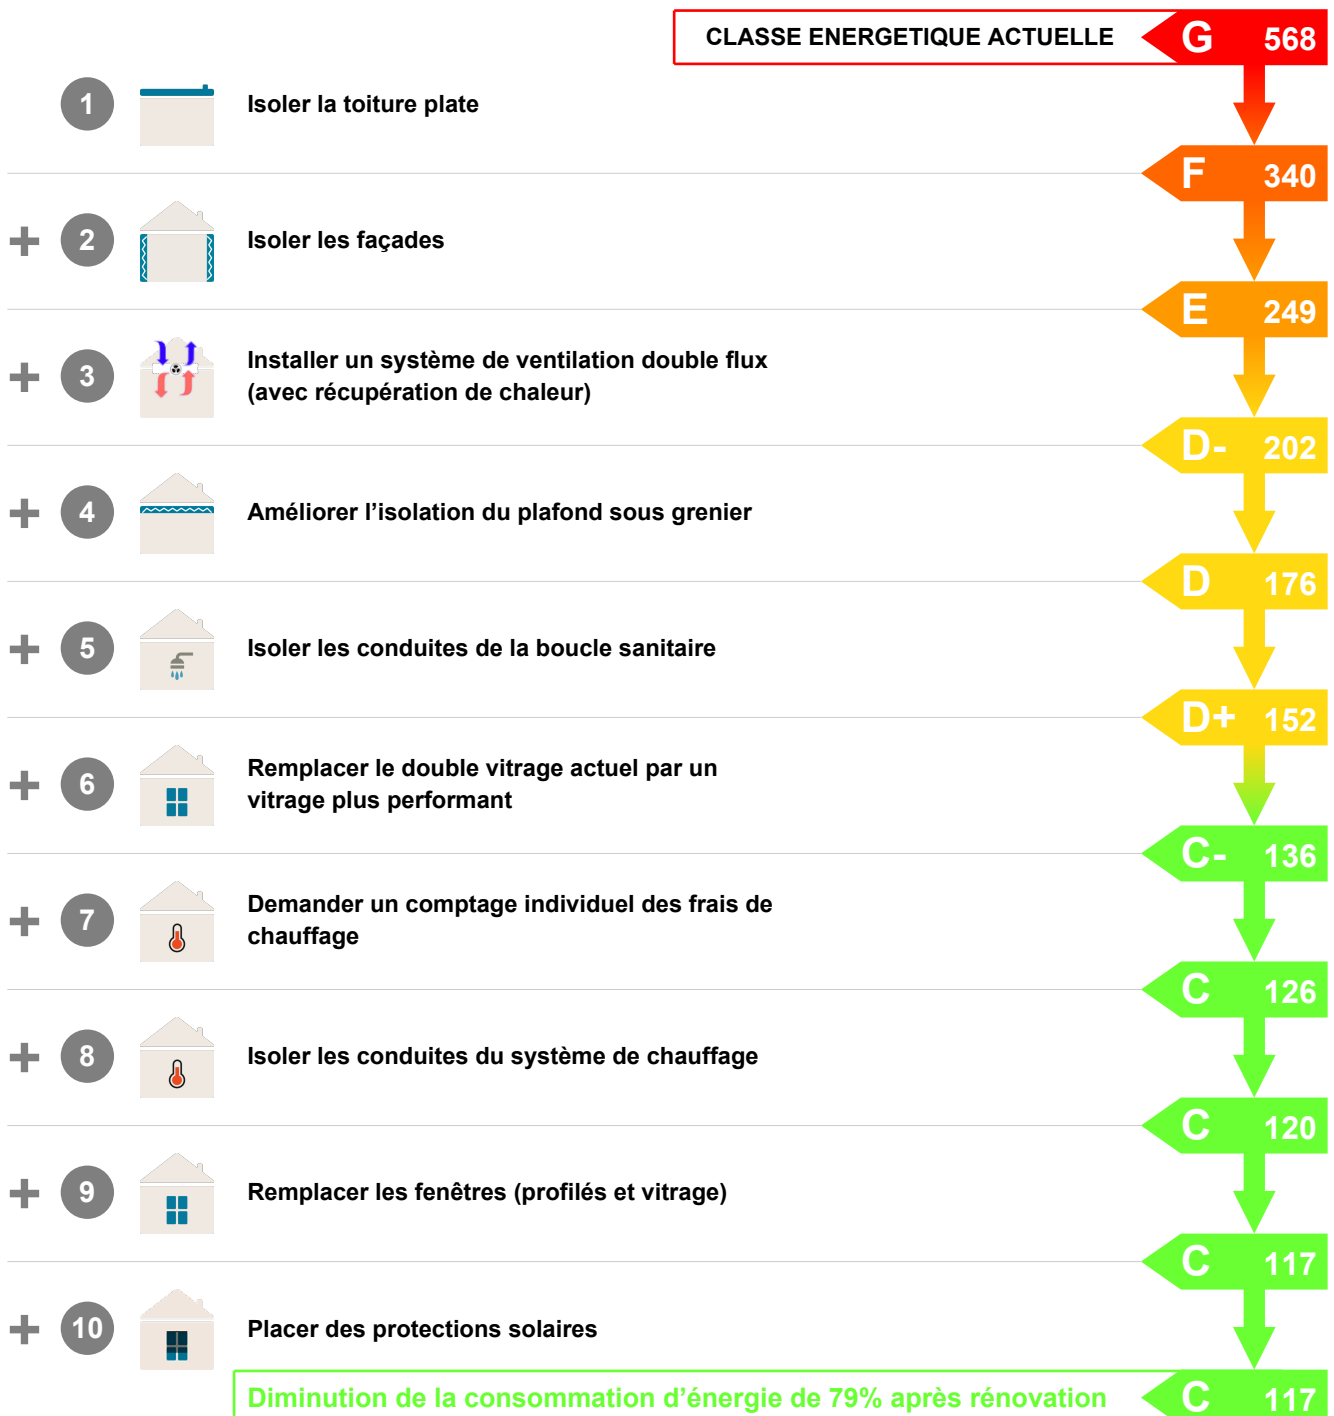 CLASSE ENERGETIQUE ACTUELLE G 568
1 Isoler la toiture plate
F 340
+ 2 Isoler les façades
E 249
+ 3 Installer un système de ventilation double flux
(avec récupération de chaleur)
D- 202
+ 4 Améliorer l’isolation du plafond sous grenier
D 176
+ 5 Isoler les conduites de la boucle sanitaire
D+ 152
+ 6 Remplacer le double vitrage actuel par un
vitrage plus performant
C- 136
+ 7 Demander un comptage individuel des frais de
chauffage
C 126
+ 8 Isoler les conduites du système de chauffage
C 120
+ 9 Remplacer les fenêtres (profilés et vitrage)
C 117
+ 10 Placer des protections solaires
Diminution de la consommation d’énergie de 79% après rénovation C 117